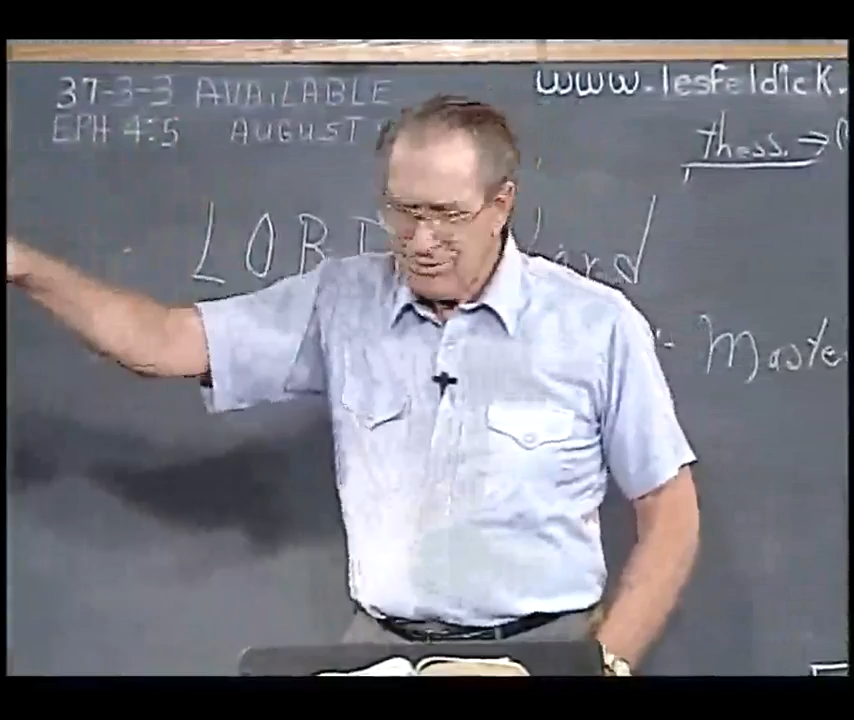 37-3-3 AVAILABLE www.lesfeldick.
EPH 4:5 AUGUST
Thess. →
LORD Lord
- Master